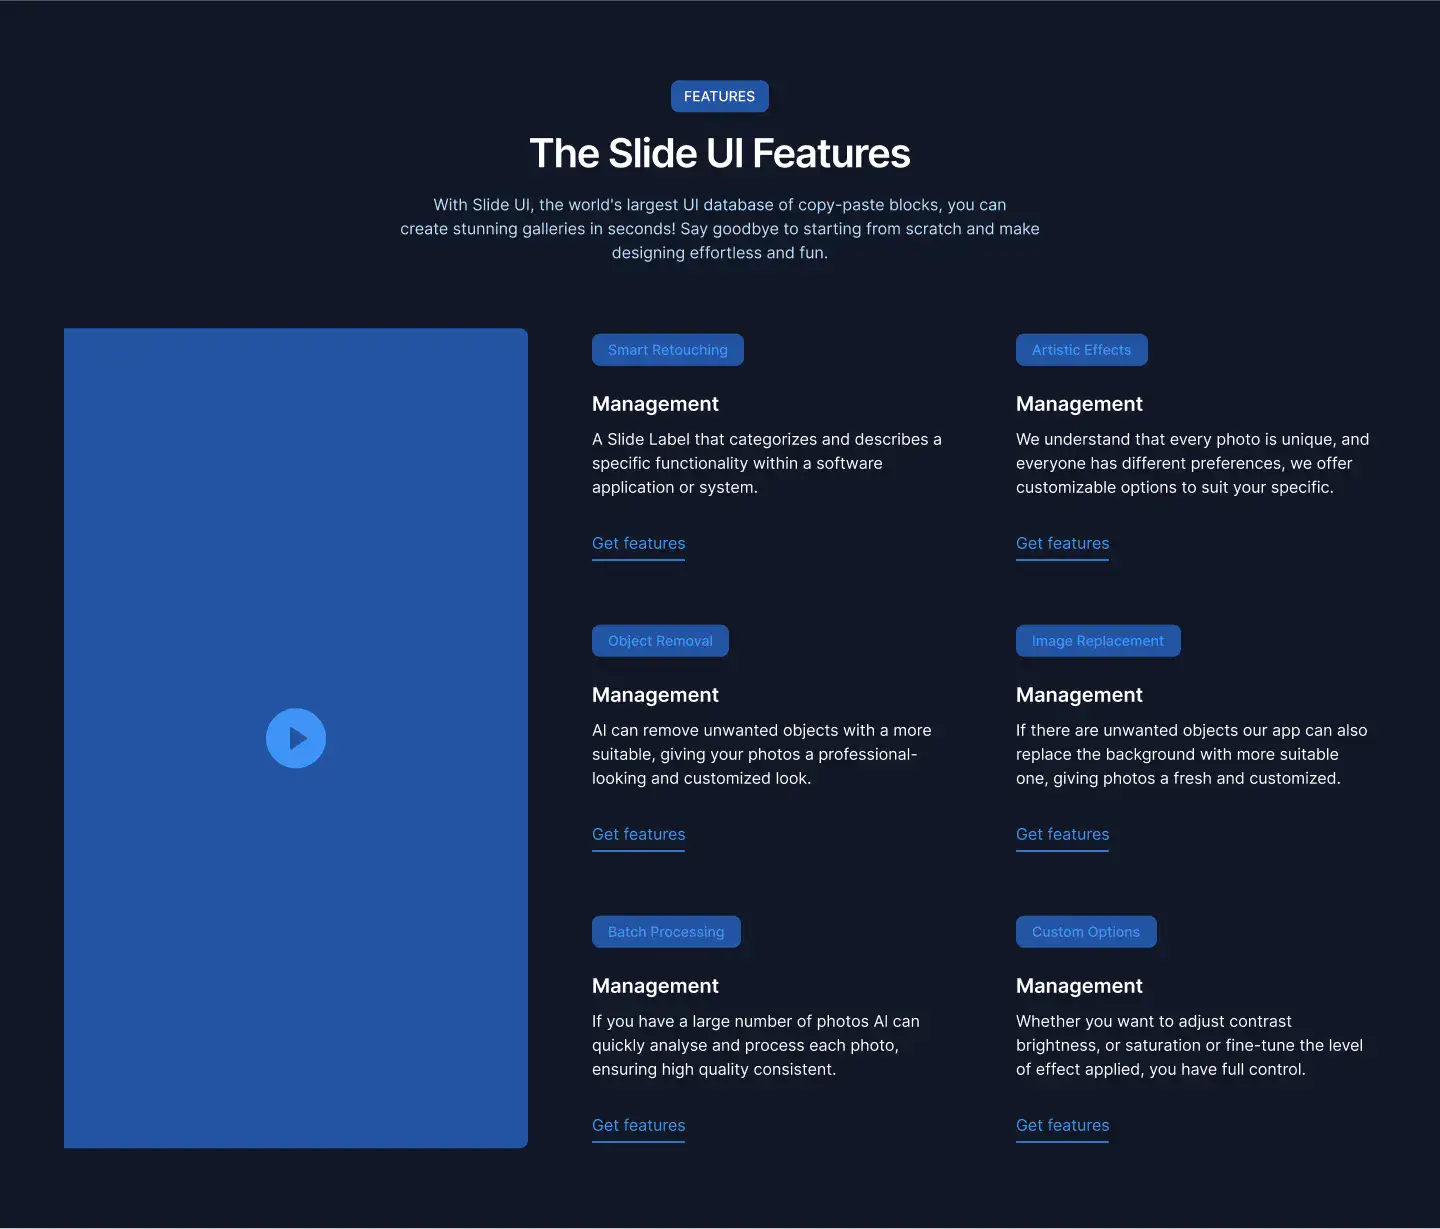 FEATURES
The Slide UI Features
With Slide UI, the world's largest UI database of copy-paste blocks, you can
create stunning galleries in seconds! Say goodbye to starting from scratch and make
designing effortless and fun.
Smart Retouching
Management
A Slide Label that categorizes and describes a
specific functionality within a software
application or system.
Get features
Artistic Effects
Management
We understand that every photo is unique, and
everyone has different preferences, we offer
customizable options to suit your specific.
Get features
Object Removal
Management
AI can remove unwanted objects with a more
suitable, giving your photos a professional-
looking and customized look.
Get features
Image Replacement
Management
If there are unwanted objects our app can also
replace the background with more suitable
one, giving photos a fresh and customized.
Get features
Batch Processing
Management
If you have a large number of photos AI can
quickly analyse and process each photo,
ensuring high quality consistent.
Get features
Custom Options
Management
Whether you want to adjust contrast
brightness, or saturation or fine-tune the level
of effect applied, you have full control.
Get features